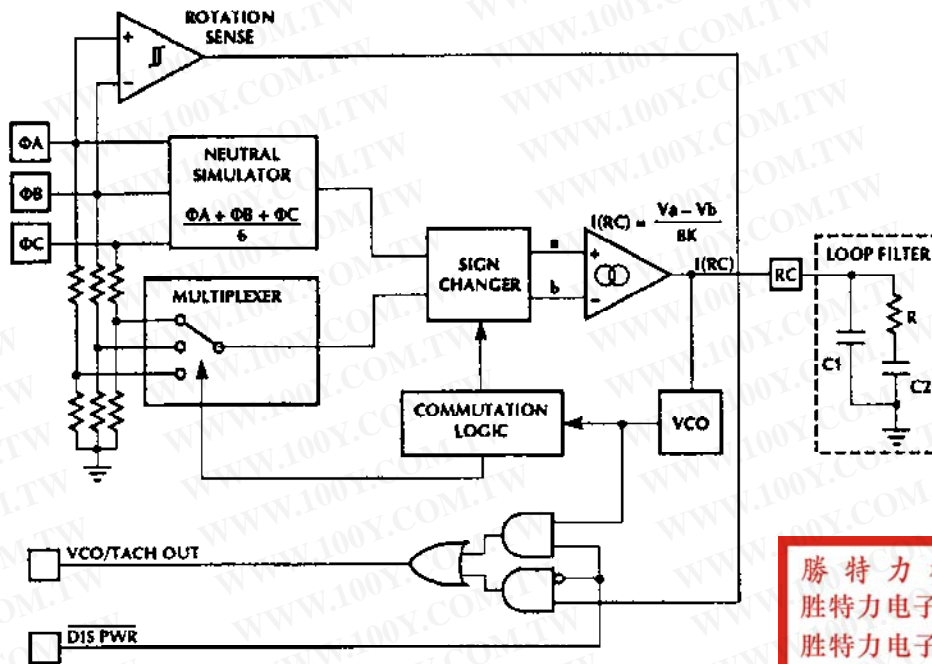 ROTATION
SENSE
+
−
ΦA
ΦB
ΦC
NEUTRAL
SIMULATOR
ΦA + ΦB + ΦC
6
MULTIPLEXER
SIGN
CHANGER
a
b
I(RC) = Va – Vb
8K
+
−
I(RC)
RC
LOOP FILTER
R
C1
C2
COMMUTATION
LOGIC
VCO
VCO/TACH OUT
DIS PWR
勝 特 力
胜特力电子
胜特力电子
WWW.100Y.COM.TW